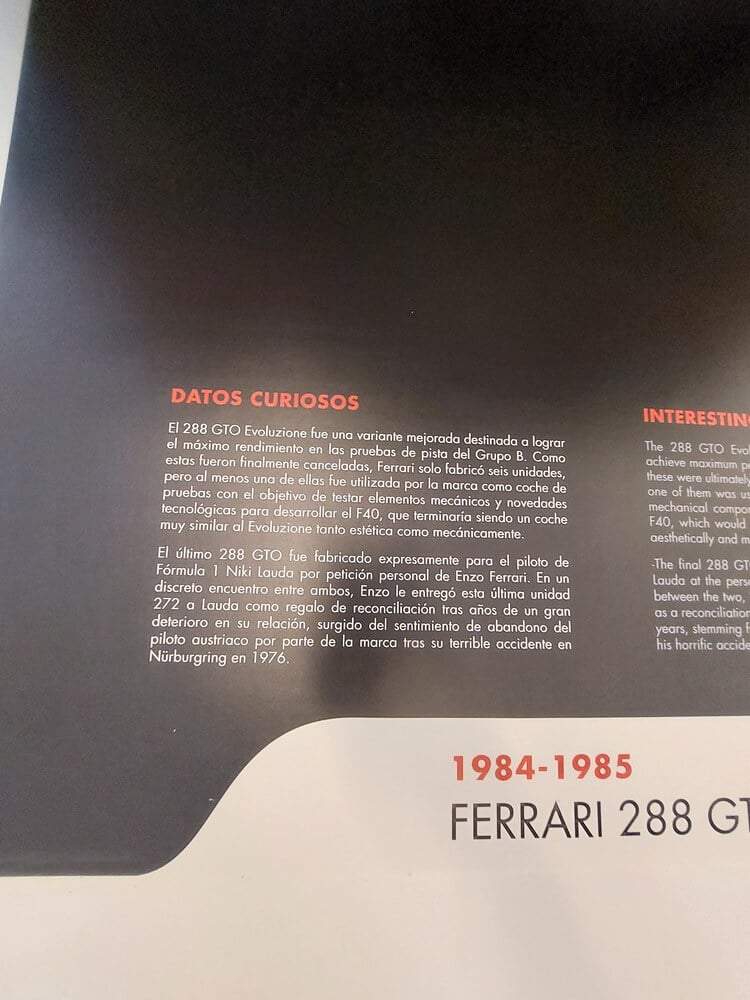 DATOS CURIOSOS
El 288 GTO Evoluzione fue una variante mejorada destinada a lograr
el máximo rendimiento en las pruebas de pista del Grupo B. Como
estas fueron finalmente canceladas, Ferrari solo fabricó seis unidades,
pero al menos una de ellas fue utilizada por la marca como coche de
pruebas con el objetivo de testar elementos mecánicos y novedades
tecnológicas para desarrollar el F40, que terminaría siendo un coche
muy similar al Evoluzione tanto estética como mecánicamente.
El último 288 GTO fue fabricado expresamente para el piloto de
Fórmula 1 Niki Lauda por petición personal de Enzo Ferrari. En un
discreto encuentro entre ambos, Enzo le entregó esta última unidad
272 a Lauda como regalo de reconciliación tras años de un gran
deterioro en su relación, surgido del sentimiento de abandono del
piloto austriaco por parte de la marca tras su terrible accidente en
Nürburgring en 1976.
INTERESTING
The 288 GTO Evol
achieve maximum p
these were ultimately
one of them was us
mechanical compo
F40, which would
aesthetically and m
·The final 288 GT
Lauda at the pers
between the two,
as a reconciliation
years, stemming f
his horrific accide
1984-1985
FERRARI 288 GT